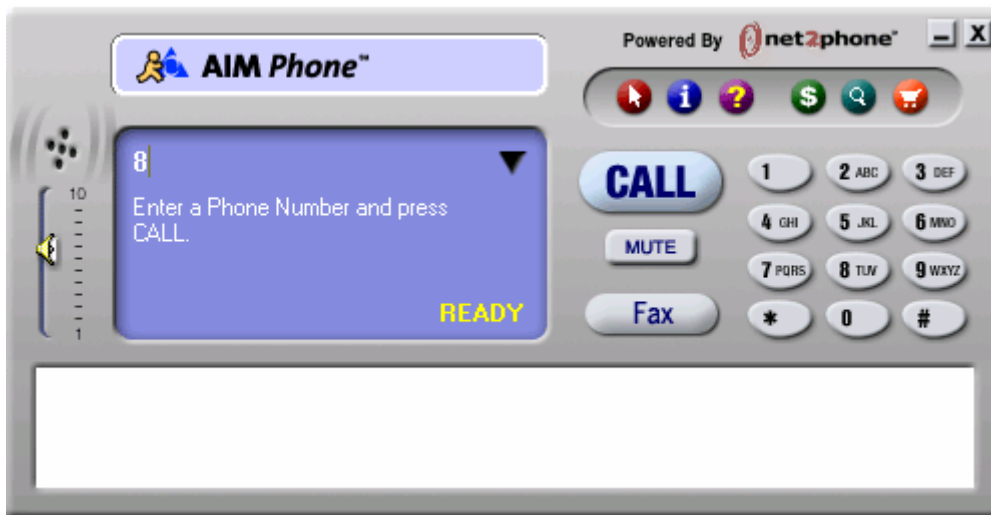 Powered By net2phone
X
AIM Phone™
i ? $
8
Enter a Phone Number and press
CALL.
READY
10
1
CALL
MUTE
Fax
1 2 ABC 3 DEF
4 GHI 5 JKL 6 MNO
7 PQRS 8 TUV 9 WXYZ
* 0 #